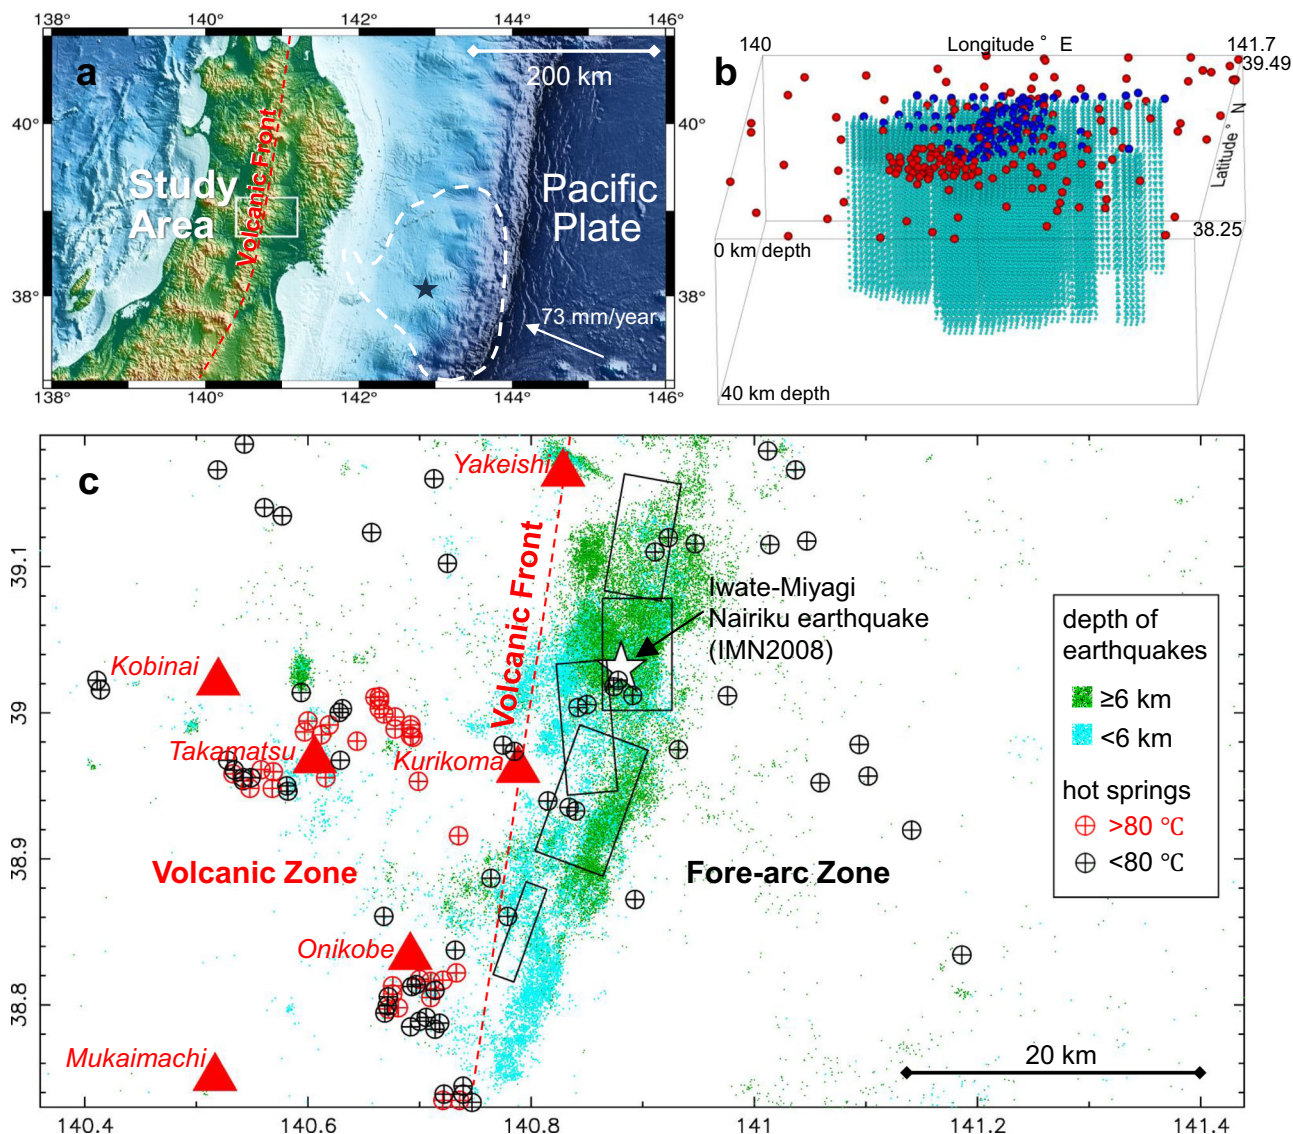 138°
140°
142°
144°
146°
a
200 km
40°
40°
Study
Area
Volcanic Front
Pacific
Plate
38°
38°
73 mm/year
138°
140°
142°
144°
146°
b
140
Longitude ° E
141.7
39.49
Latitude ° N
38.25
0 km depth
40 km depth
c
Yakeishi
Volcanic Front
39.1
Iwate-Miyagi
Nairiku earthquake
(IMN2008)
depth of
earthquakes
≥6 km
<6 km
hot springs
>80 ℃
<80 ℃
Kobinai
39
Takamatsu
Kurikoma
38.9
Volcanic Zone
Fore-arc Zone
Onikobe
38.8
Mukaimachi
20 km
140.4
140.6
140.8
141
141.2
141.4